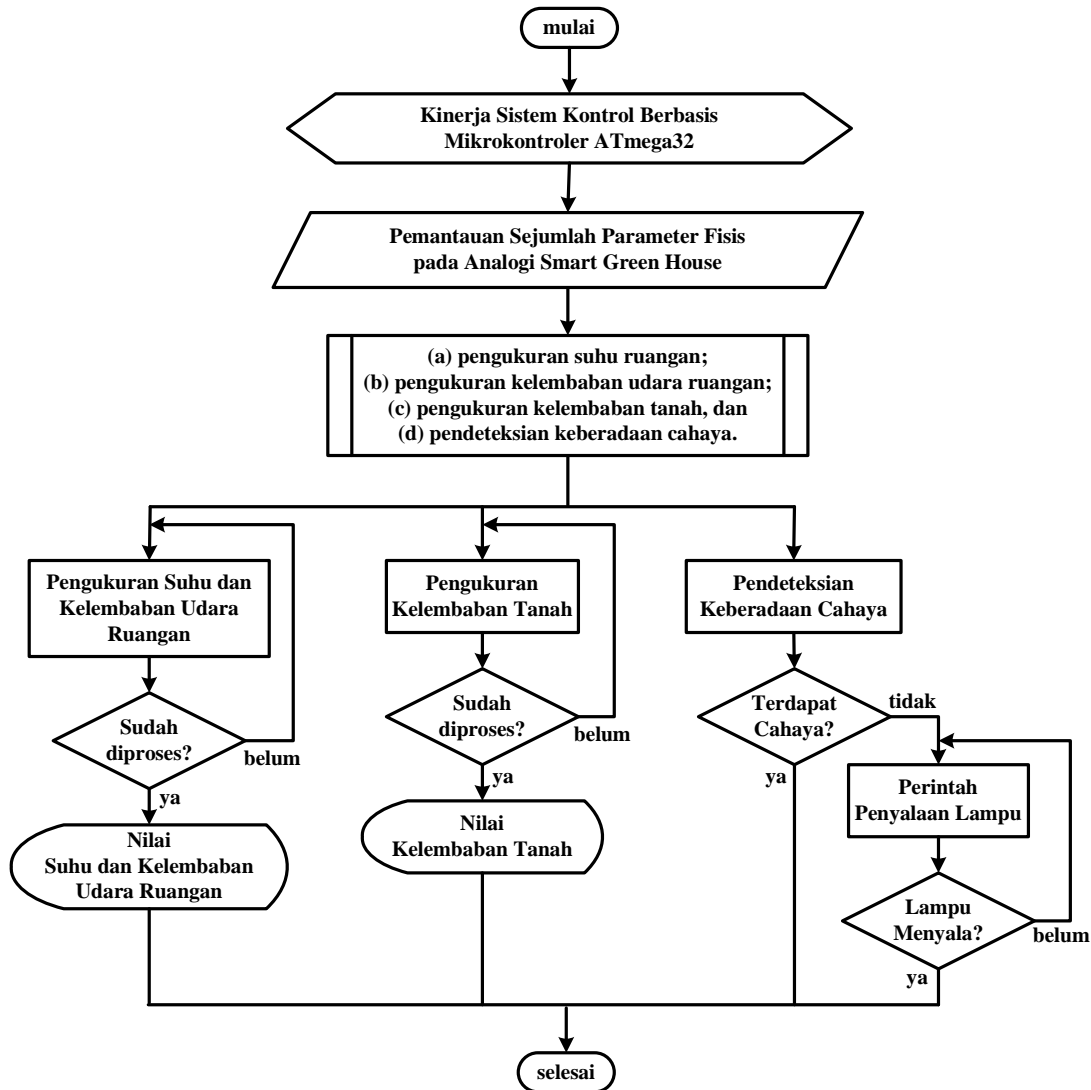 mulai
Kinerja Sistem Kontrol Berbasis
Mikrokontroler ATmega32
Pemantauan Sejumlah Parameter Fisis
pada Analogi Smart Green House
(a) pengukuran suhu ruangan;
(b) pengukuran kelembaban udara ruangan;
(c) pengukuran kelembaban tanah, dan
(d) pendeteksian keberadaan cahaya.
Pengukuran Suhu dan
Kelembaban Udara
Ruangan
Sudah
diproses?
belum
ya
Nilai
Suhu dan Kelembaban
Udara Ruangan
Pengukuran
Kelembaban Tanah
Sudah
diproses?
belum
ya
Nilai
Kelembaban Tanah
Pendeteksian
Keberadaan Cahaya
Terdapat
Cahaya?
tidak
ya
Perintah
Penyalaan Lampu
Lampu
Menyala?
belum
ya
selesai